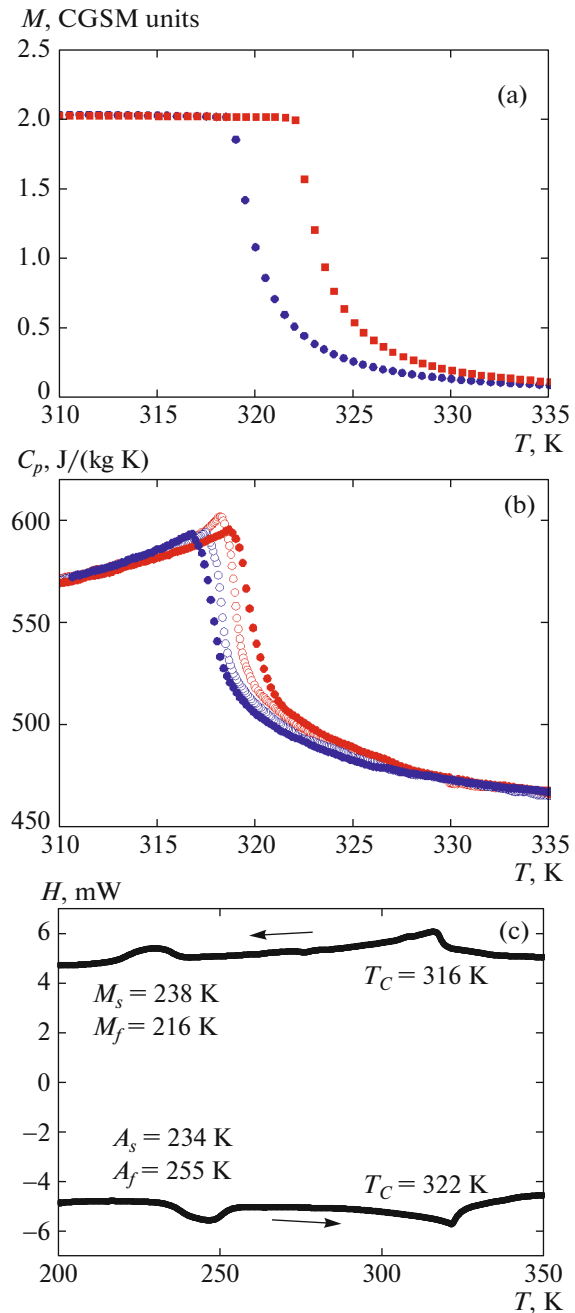 M, CGSM units
2.5
(a)
2.0
1.5
1.0
0.5
0
310 315 320 325 330 335
T, K
C_p, J/(kg K)
(b)
600
550
500
450
310 315 320 325 330 335
T, K
H, mW
6
(c)
M_s = 238 K
T_C = 316 K
4
M_f = 216 K
2
0
−2
A_s = 234 K
A_f = 255 K
T_C = 322 K
−4
−6
200 250 300 350
T, K